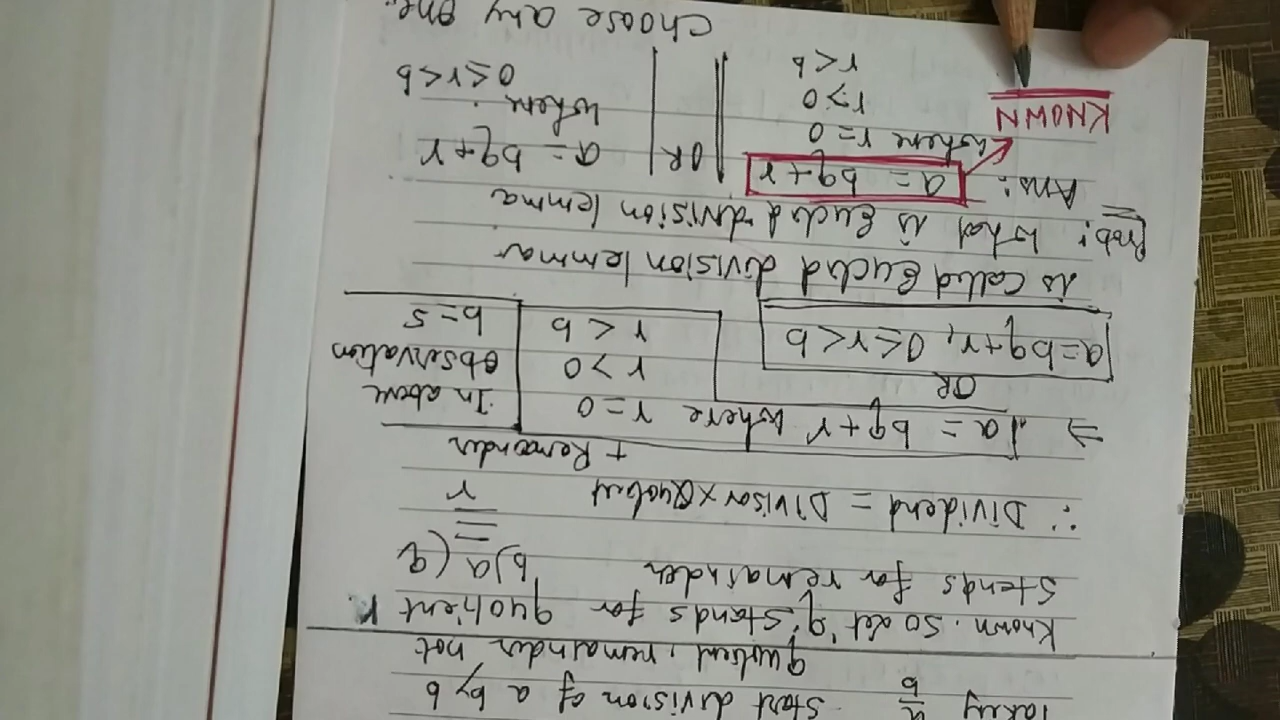 Taking a/b . Start division of a by b
quotient, remainder not
known. So let 'q' stands for quotient r
stands for remainder b)a(q
r
∴ Dividend = Divisor × Quotient
+ Remainder
⇒ a = bq + r where r = 0 In above
OR r > 0 observation
a = bq + r, 0 ≤ r < b r < b b = 5
is called Euclid division lemma
Prob: What is Euclid division lemma
Ans: a = bq + r OR a = bq + r
where r = 0 where
KNOWN r > 0 0 ≤ r < b
r < b
Choose any one.